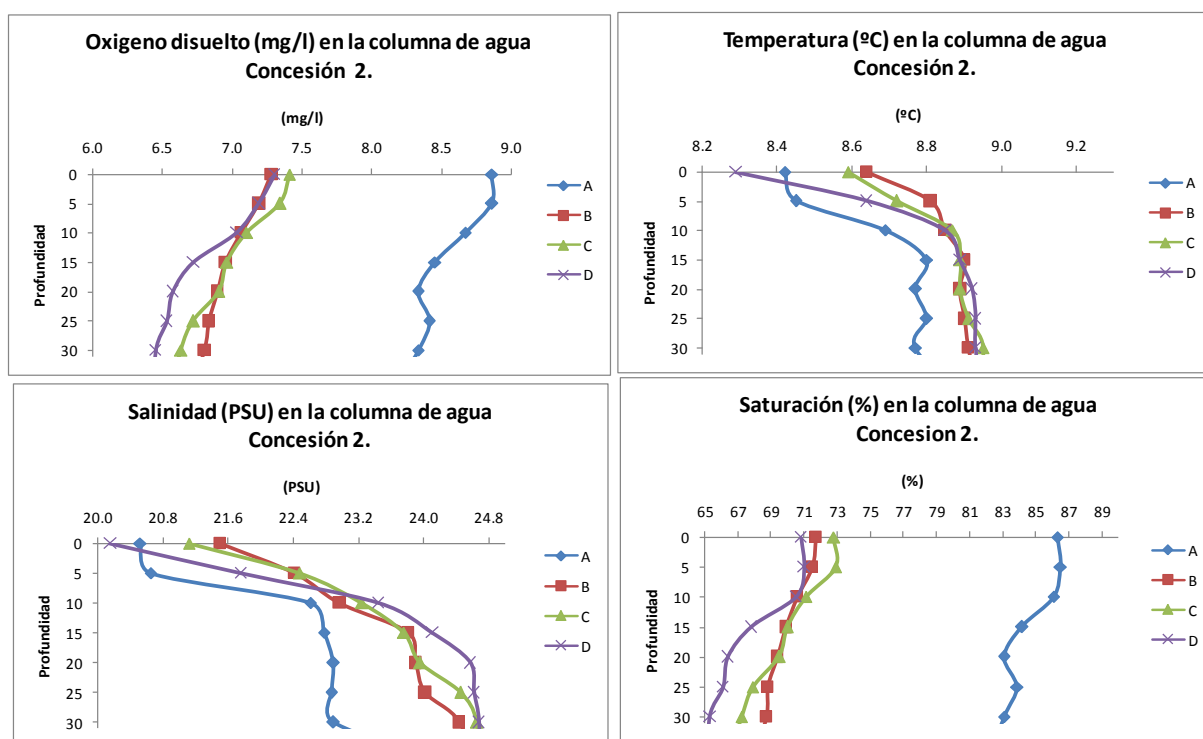 Oxigeno disuelto (mg/l) en la columna de agua
Concesión 2.
(mg/l)
6.0 6.5 7.0 7.5 8.0 8.5 9.0
Profundidad
0
5
10
15
20
25
30
A
B
C
D
Temperatura (ºC) en la columna de agua
Concesión 2.
(ºC)
8.2 8.4 8.6 8.8 9.0 9.2
Profundidad
0
5
10
15
20
25
30
A
B
C
D
Salinidad (PSU) en la columna de agua
Concesión 2.
(PSU)
20.0 20.8 21.6 22.4 23.2 24.0 24.8
Profundidad
0
5
10
15
20
25
30
A
B
C
D
Saturación (%) en la columna de agua
Concesion 2.
(%)
65 67 69 71 73 75 77 79 81 83 85 87 89
Profundidad
0
5
10
15
20
25
30
A
B
C
D